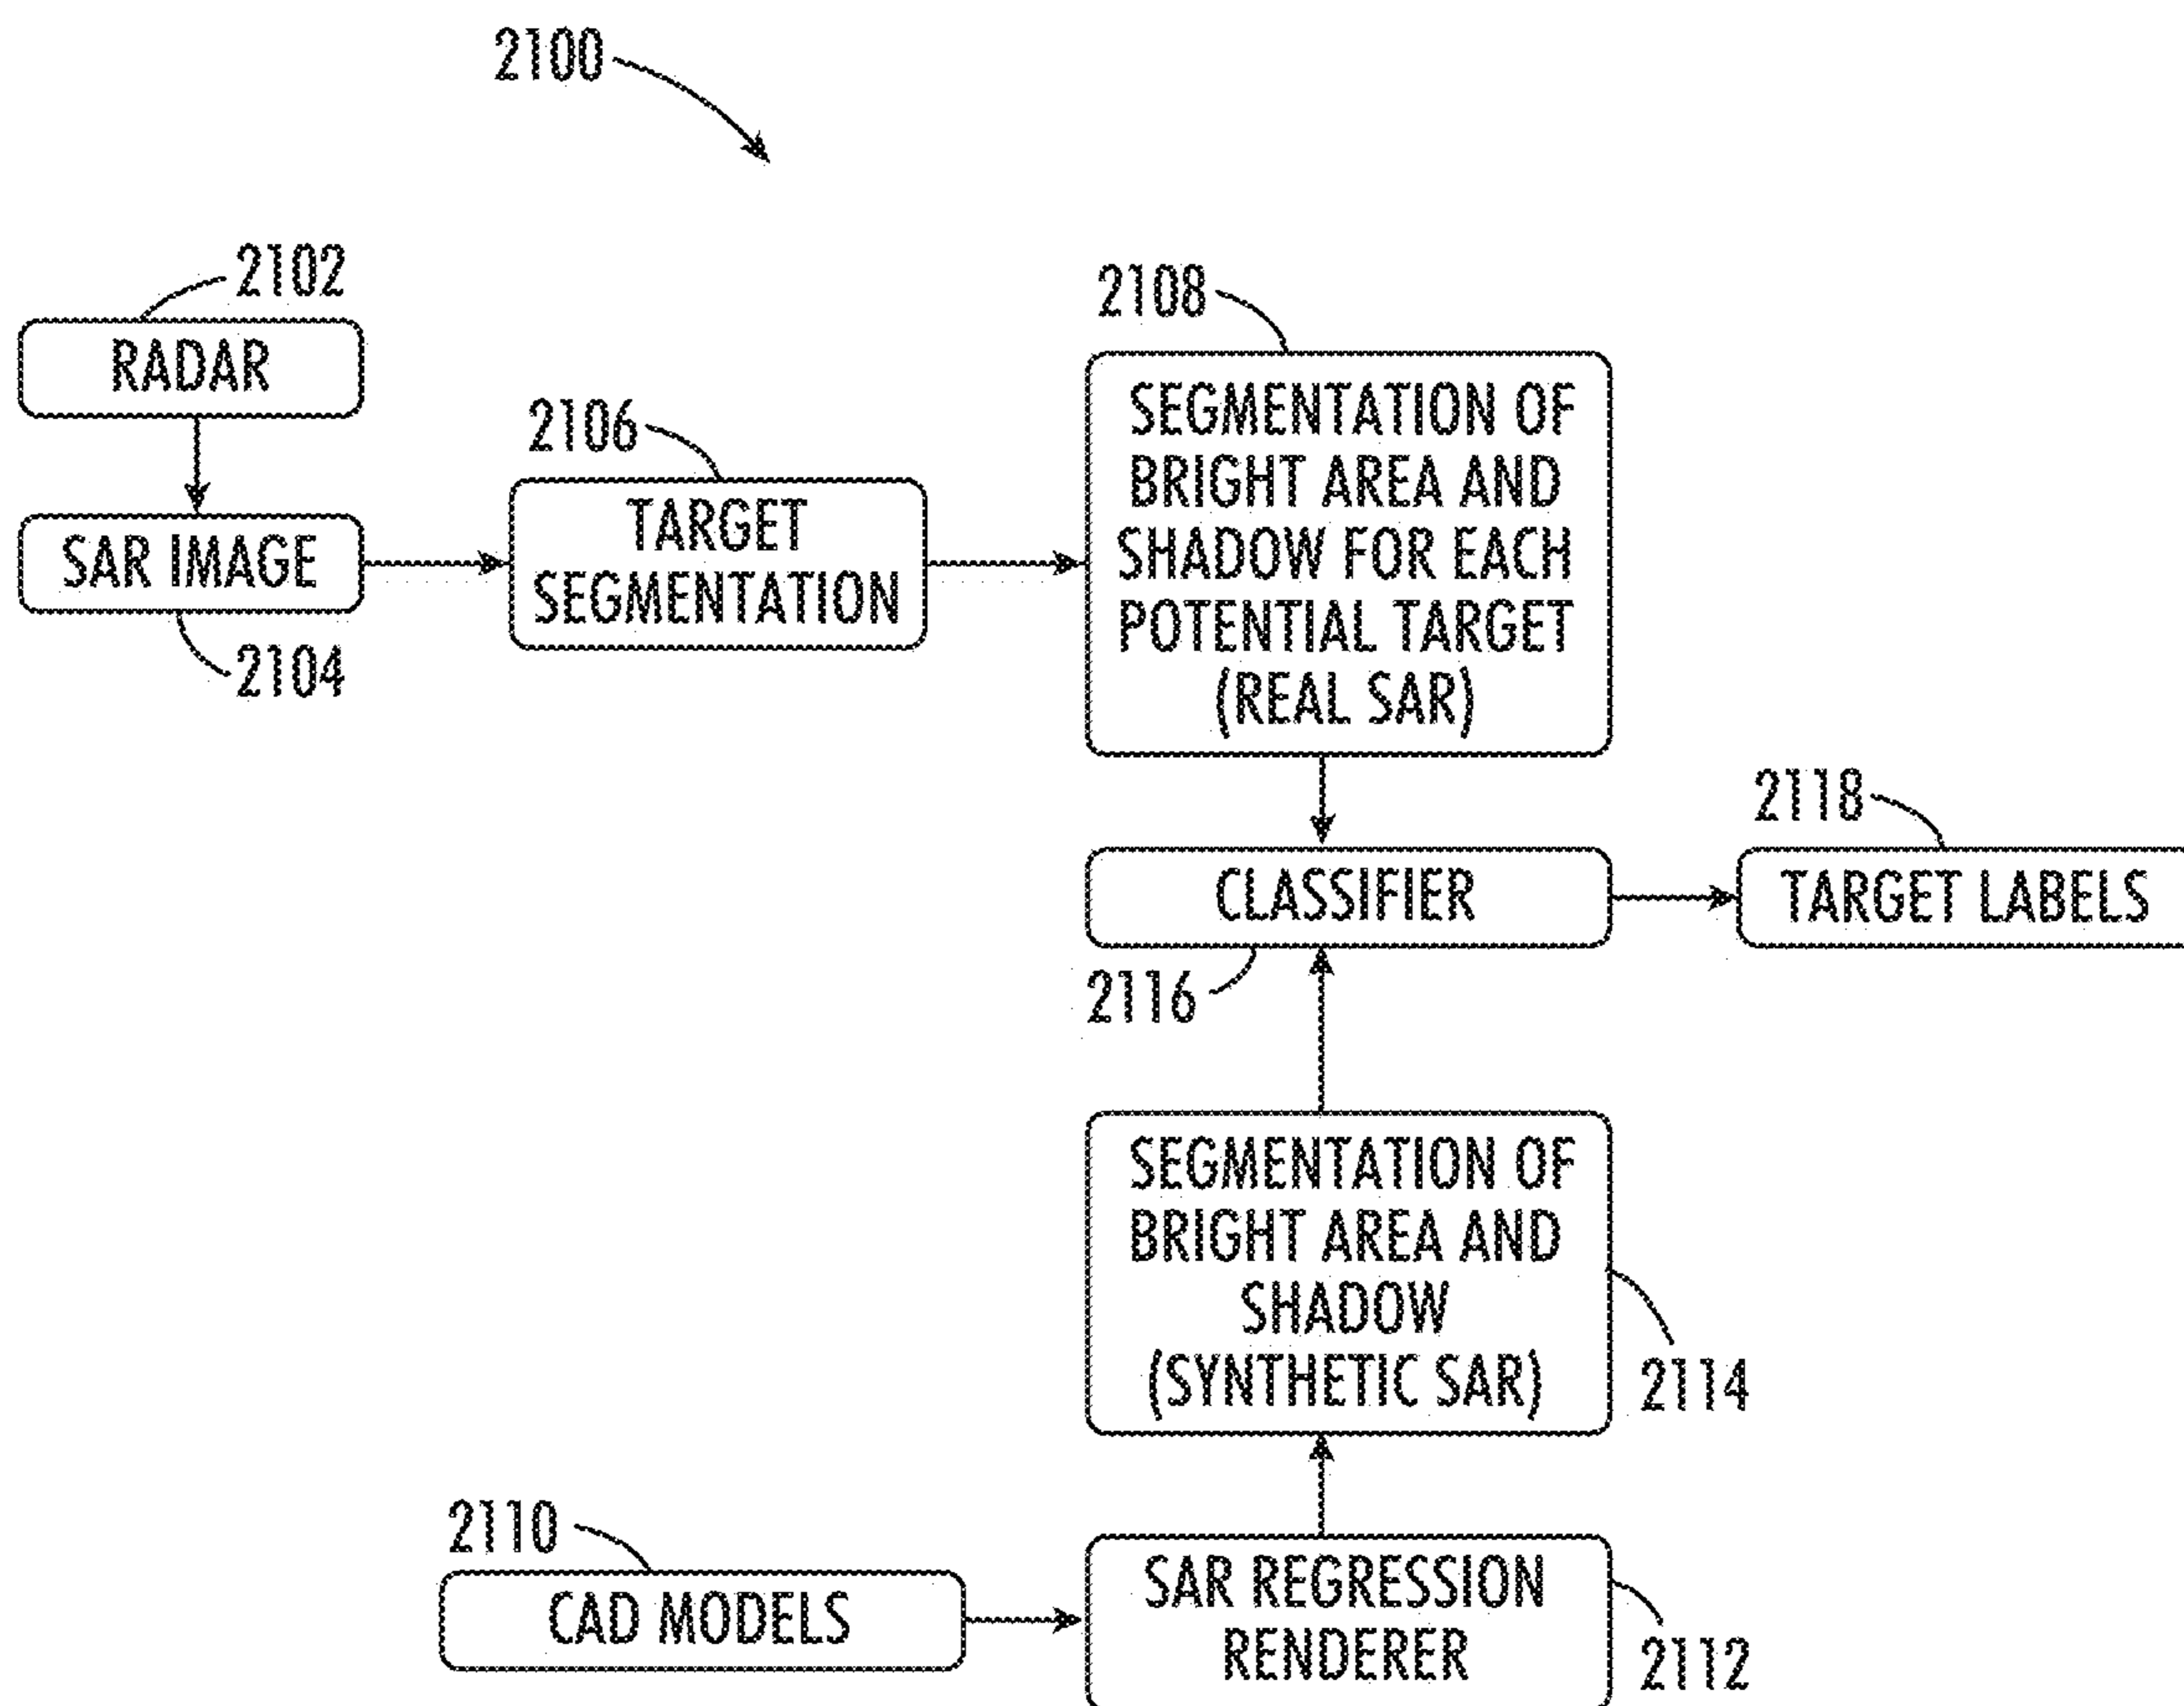 2100
2102
RADAR
SAR IMAGE
2104
2106
TARGET
SEGMENTATION
2108
SEGMENTATION OF
BRIGHT AREA AND
SHADOW FOR EACH
POTENTIAL TARGET
(REAL SAR)
CLASSIFIER
2116
2118
TARGET LABELS
SEGMENTATION OF
BRIGHT AREA AND
SHADOW
(SYNTHETIC SAR)
2114
2110
CAD MODELS
SAR REGRESSION
RENDERER
2112